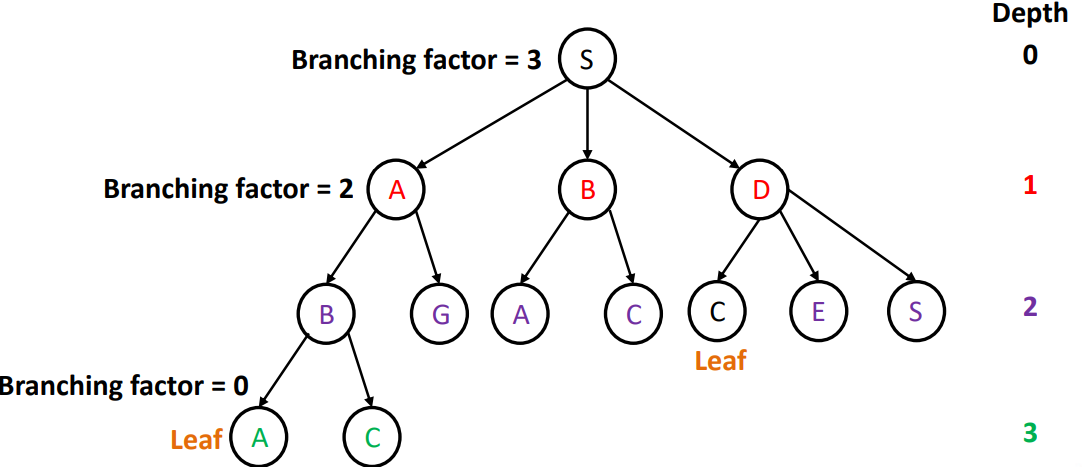 Depth
Branching factor = 3 S 0
Branching factor = 2 A B D 1
B G A C C E S 2
Leaf
Branching factor = 0
Leaf A C 3